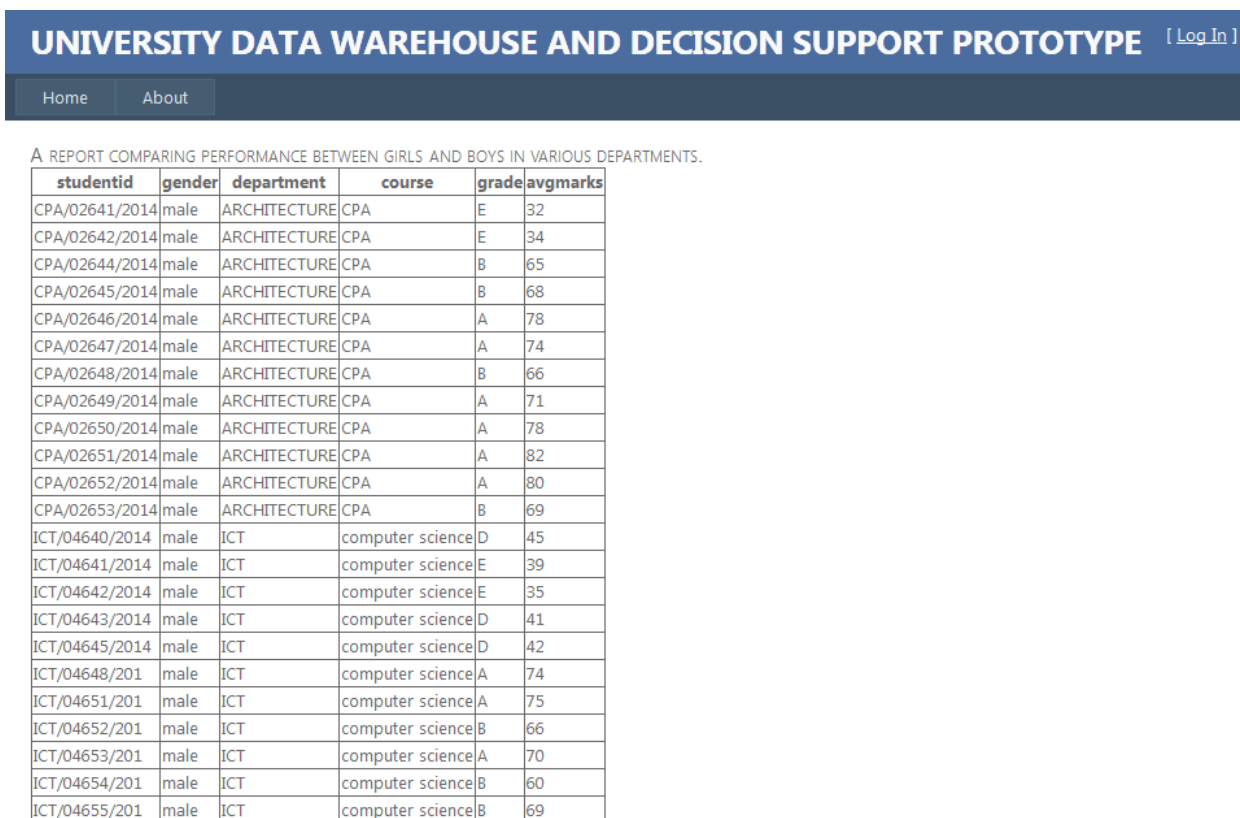 UNIVERSITY DATA WAREHOUSE AND DECISION SUPPORT PROTOTYPE [ Log In ]
Home About
A REPORT COMPARING PERFORMANCE BETWEEN GIRLS AND BOYS IN VARIOUS DEPARTMENTS.
studentid gender department course grade avgmarks
CPA/02641/2014 male ARCHITECTURE CPA E 32
CPA/02642/2014 male ARCHITECTURE CPA E 34
CPA/02644/2014 male ARCHITECTURE CPA B 65
CPA/02645/2014 male ARCHITECTURE CPA B 68
CPA/02646/2014 male ARCHITECTURE CPA A 78
CPA/02647/2014 male ARCHITECTURE CPA A 74
CPA/02648/2014 male ARCHITECTURE CPA B 66
CPA/02649/2014 male ARCHITECTURE CPA A 71
CPA/02650/2014 male ARCHITECTURE CPA A 78
CPA/02651/2014 male ARCHITECTURE CPA A 82
CPA/02652/2014 male ARCHITECTURE CPA A 80
CPA/02653/2014 male ARCHITECTURE CPA B 69
ICT/04640/2014 male ICT computer science D 45
ICT/04641/2014 male ICT computer science E 39
ICT/04642/2014 male ICT computer science E 35
ICT/04643/2014 male ICT computer science D 41
ICT/04645/2014 male ICT computer science D 42
ICT/04648/201 male ICT computer science A 74
ICT/04651/201 male ICT computer science A 75
ICT/04652/201 male ICT computer science B 66
ICT/04653/201 male ICT computer science A 70
ICT/04654/201 male ICT computer science B 60
ICT/04655/201 male ICT computer science B 69